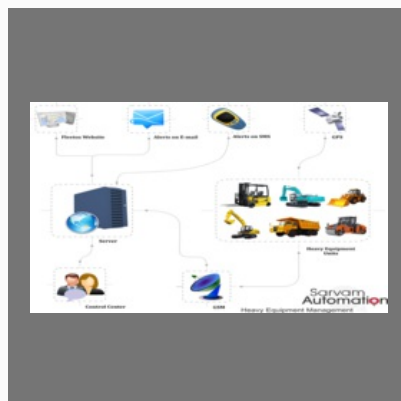 Flextox Website
Alerts on E-mail
Alerts on SMS
GPS
Server
Heavy Equipment
Units
Control Center
GSM
Sarvam
Automation
Heavy Equipment Management